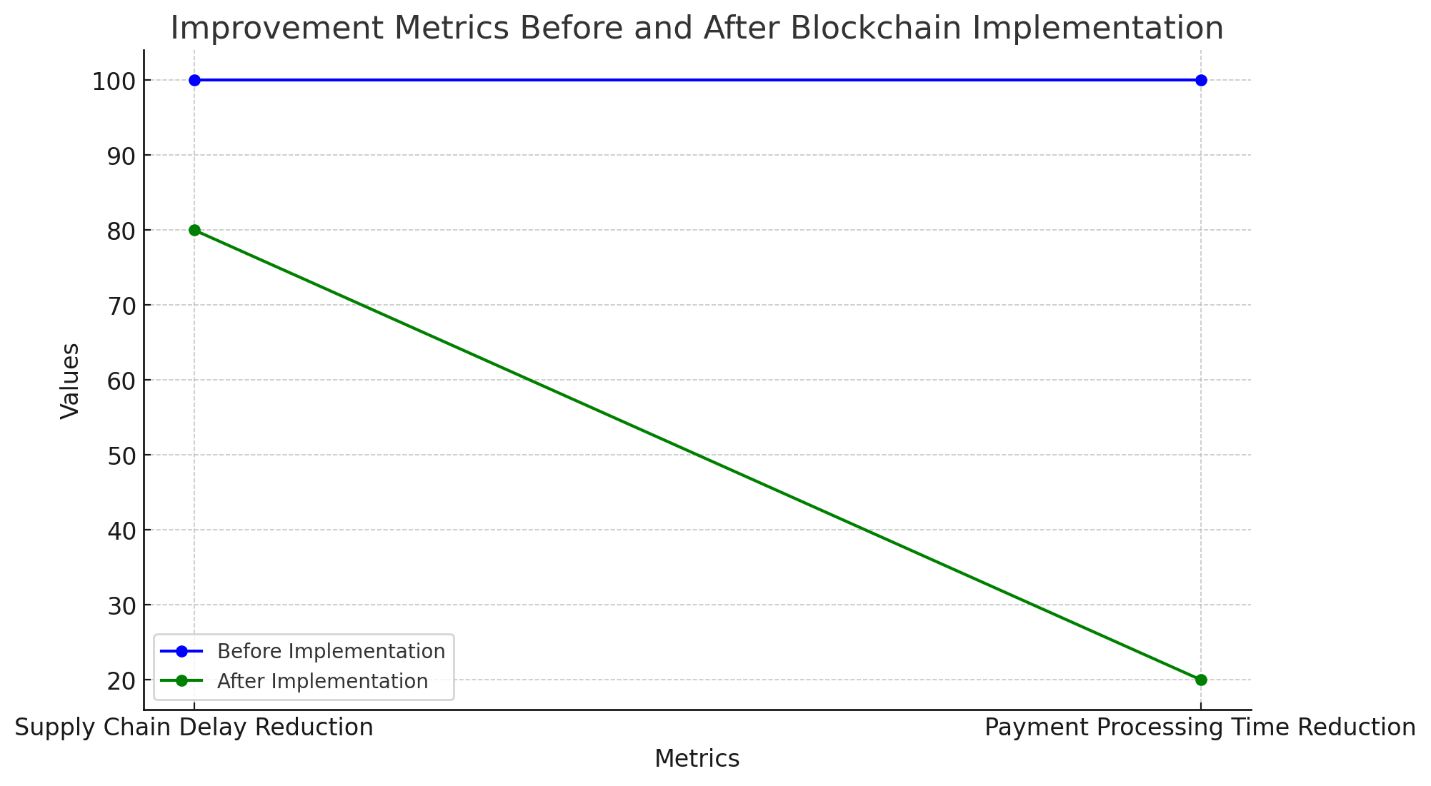 Improvement Metrics Before and After Blockchain Implementation
100
90
80
70
60
50
40
30
20
Values
Before Implementation
After Implementation
Supply Chain Delay Reduction
Payment Processing Time Reduction
Metrics